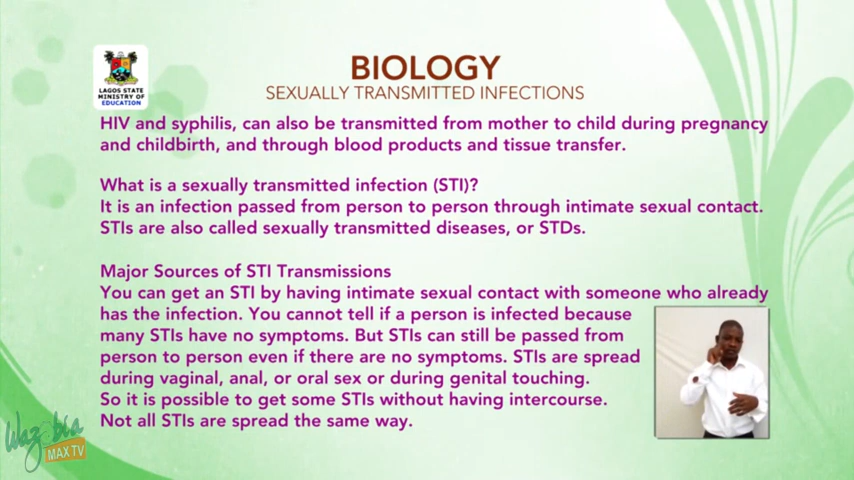 LAGOS STATE
MINISTRY OF
EDUCATION
BIOLOGY
SEXUALLY TRANSMITTED INFECTIONS
HIV and syphilis, can also be transmitted from mother to child during pregnancy
and childbirth, and through blood products and tissue transfer.
What is a sexually transmitted infection (STI)?
It is an infection passed from person to person through intimate sexual contact.
STIs are also called sexually transmitted diseases, or STDs.
Major Sources of STI Transmissions
You can get an STI by having intimate sexual contact with someone who already
has the infection. You cannot tell if a person is infected because
many STIs have no symptoms. But STIs can still be passed from
person to person even if there are no symptoms. STIs are spread
during vaginal, anal, or oral sex or during genital touching.
So it is possible to get some STIs without having intercourse.
Not all STIs are spread the same way.
Wazobia
MAX TV